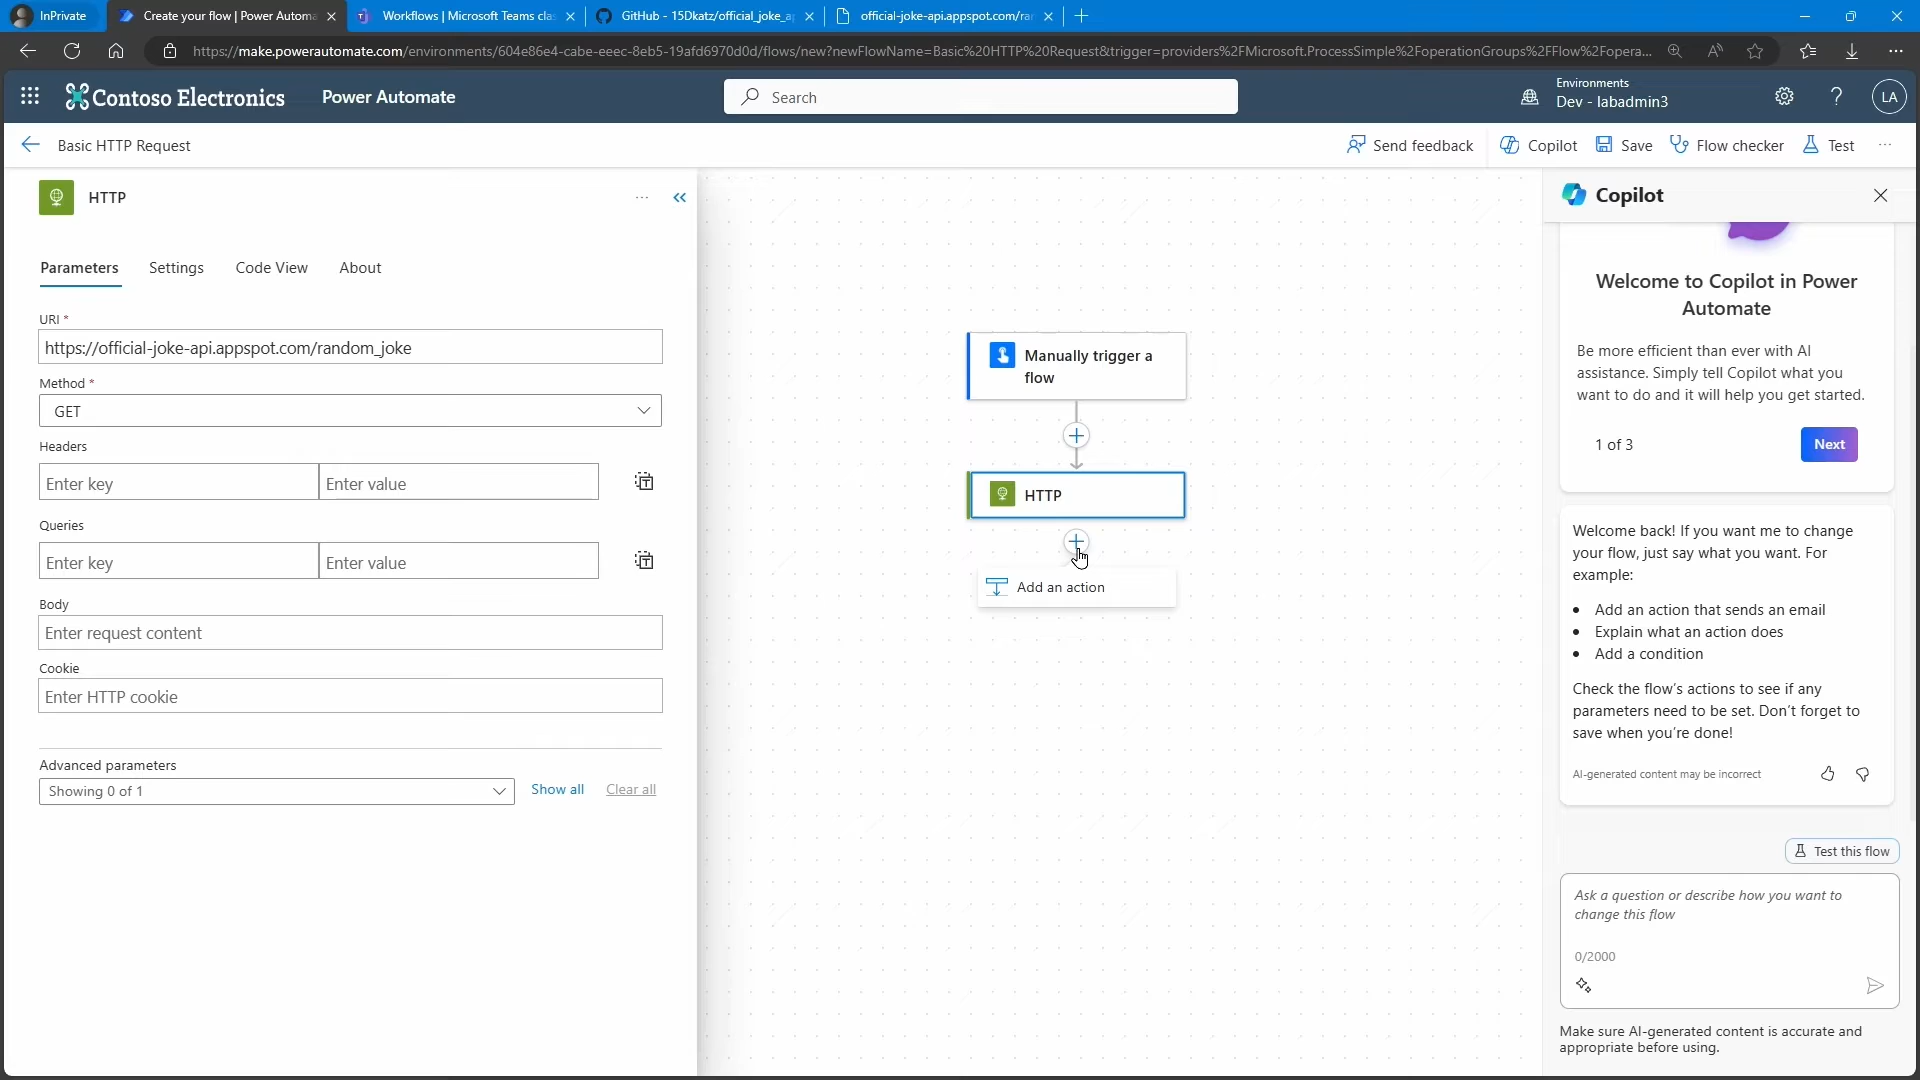 InPrivate
Create your flow | Power Automa
Workflows | Microsoft Teams clas
GitHub - 15Dkatz/official_joke_a
official-joke-api.appspot.com/ra
https://make.powerautomate.com/environments/604e86e4-cabe-eeec-8eb5-19afd6970d0d/flows/new?newFlowName=Basic%20HTTP%20Request&trigger=providers%2FMicrosoft.ProcessSimple%2FoperationGroups%2FFlow%2Fopera...
Contoso Electronics
Power Automate
Search
Environments
Dev - labadmin3
LA
Basic HTTP Request
Send feedback
Copilot
Save
Flow checker
Test
HTTP
Parameters
Settings
Code View
About
URI *
https://official-joke-api.appspot.com/random_joke
Method *
GET
Headers
Enter key
Enter value
Queries
Enter key
Enter value
Body
Enter request content
Cookie
Enter HTTP cookie
Advanced parameters
Showing 0 of 1
Show all
Clear all
Manually trigger a
flow
HTTP
Add an action
Copilot
Welcome to Copilot in Power
Automate
Be more efficient than ever with AI
assistance. Simply tell Copilot what you
want to do and it will help you get started.
1 of 3
Next
Welcome back! If you want me to change
your flow, just say what you want. For
example:
• Add an action that sends an email
• Explain what an action does
• Add a condition
Check the flow's actions to see if any
parameters need to be set. Don't forget to
save when you're done!
AI-generated content may be incorrect
Test this flow
Ask a question or describe how you want to
change this flow
0/2000
Make sure AI-generated content is accurate and
appropriate before using.